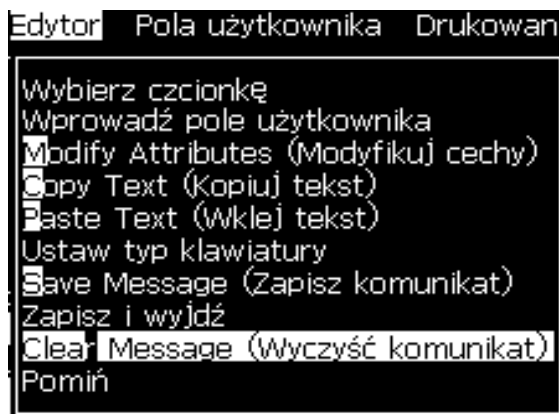 Edytor Pola użytkownika Drukowan
Wybierz czcionkę
Wprowadź pole użytkownika
Modify Attributes (Modyfikuj cechy)
Copy Text (Kopiuj tekst)
Paste Text (Wklej tekst)
Ustaw typ klawiatury
Save Message (Zapisz komunikat)
Zapisz i wyjdź
Clear Message (Wyczyść komunikat)
Pomiń